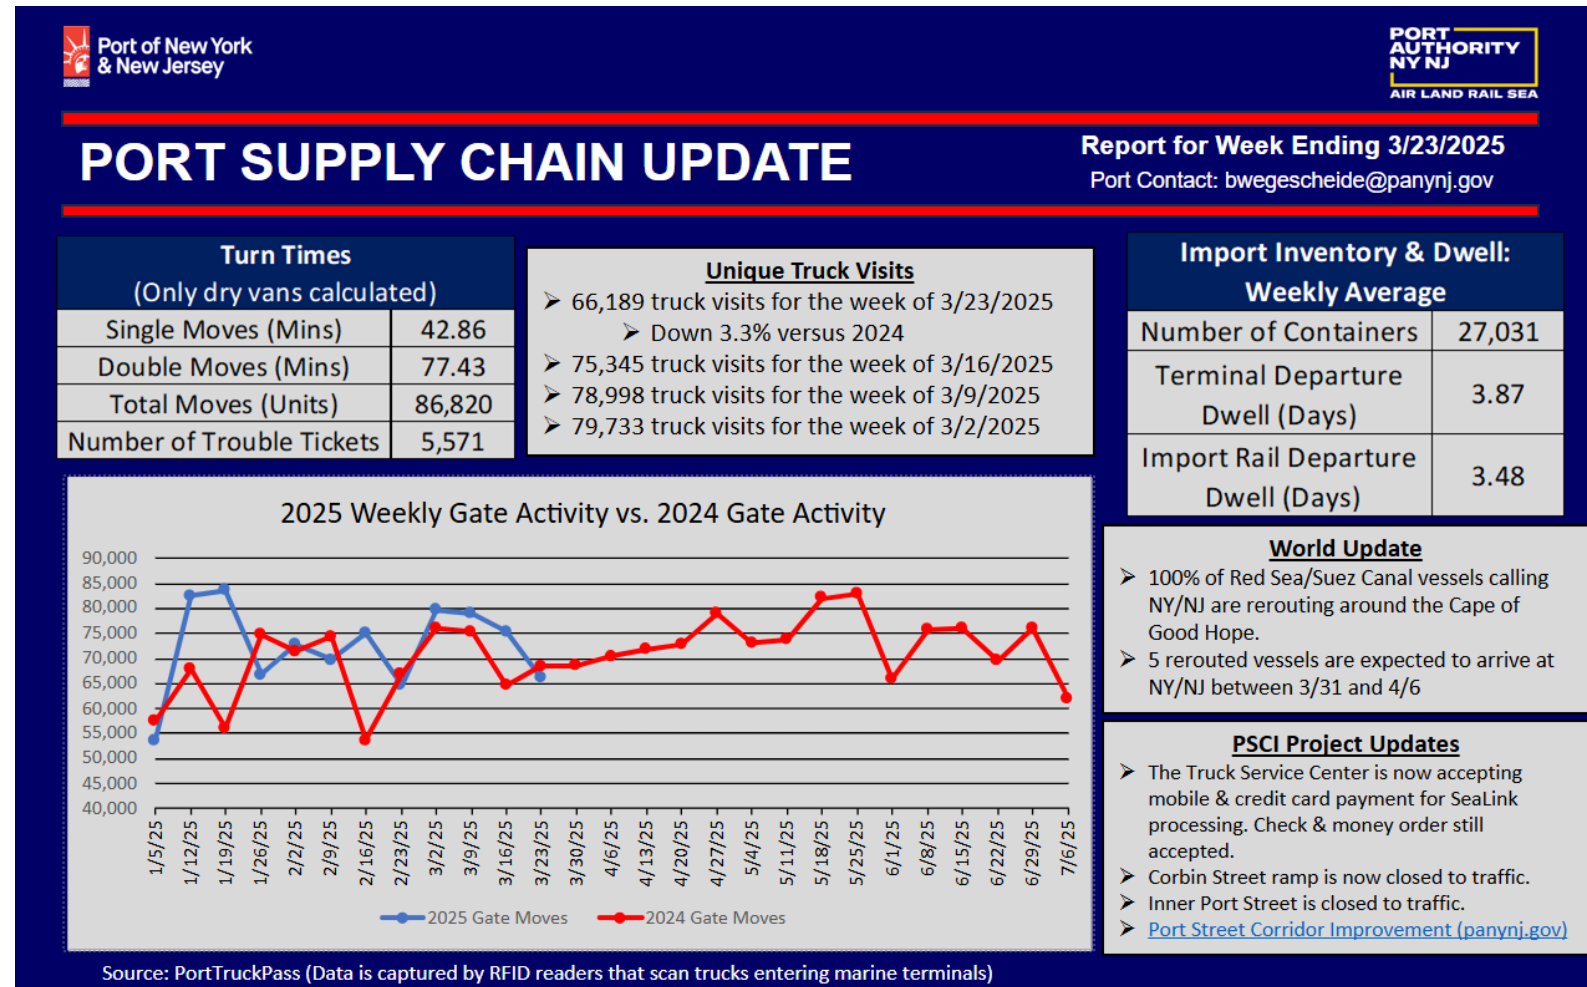 Port of New York
& New Jersey
PORT
AUTHORITY
NY NJ
AIR LAND RAIL SEA
PORT SUPPLY CHAIN UPDATE
Report for Week Ending 3/23/2025
Port Contact: bwegescheide@panynj.gov
Turn Times
(Only dry vans calculated)
Single Moves (Mins) 42.86
Double Moves (Mins) 77.43
Total Moves (Units) 86,820
Number of Trouble Tickets 5,571
Unique Truck Visits
➢ 66,189 truck visits for the week of 3/23/2025
➢ Down 3.3% versus 2024
➢ 75,345 truck visits for the week of 3/16/2025
➢ 78,998 truck visits for the week of 3/9/2025
➢ 79,733 truck visits for the week of 3/2/2025
Import Inventory & Dwell:
Weekly Average
Number of Containers 27,031
Terminal Departure
Dwell (Days) 3.87
Import Rail Departure
Dwell (Days) 3.48
2025 Weekly Gate Activity vs. 2024 Gate Activity
90,000
85,000
80,000
75,000
70,000
65,000
60,000
55,000
50,000
45,000
40,000
1/5/25
1/12/25
1/19/25
1/26/25
2/2/25
2/9/25
2/16/25
2/23/25
3/2/25
3/9/25
3/16/25
3/23/25
3/30/25
4/6/25
4/13/25
4/20/25
4/27/25
5/4/25
5/11/25
5/18/25
5/25/25
6/1/25
6/8/25
6/15/25
6/22/25
6/29/25
7/6/25
2025 Gate Moves
2024 Gate Moves
World Update
➢ 100% of Red Sea/Suez Canal vessels calling
NY/NJ are rerouting around the Cape of
Good Hope.
➢ 5 rerouted vessels are expected to arrive at
NY/NJ between 3/31 and 4/6
PSCI Project Updates
➢ The Truck Service Center is now accepting
mobile & credit card payment for SeaLink
processing. Check & money order still
accepted.
➢ Corbin Street ramp is now closed to traffic.
➢ Inner Port Street is closed to traffic.
➢ Port Street Corridor Improvement (panynj.gov)
Source: PortTruckPass (Data is captured by RFID readers that scan trucks entering marine terminals)